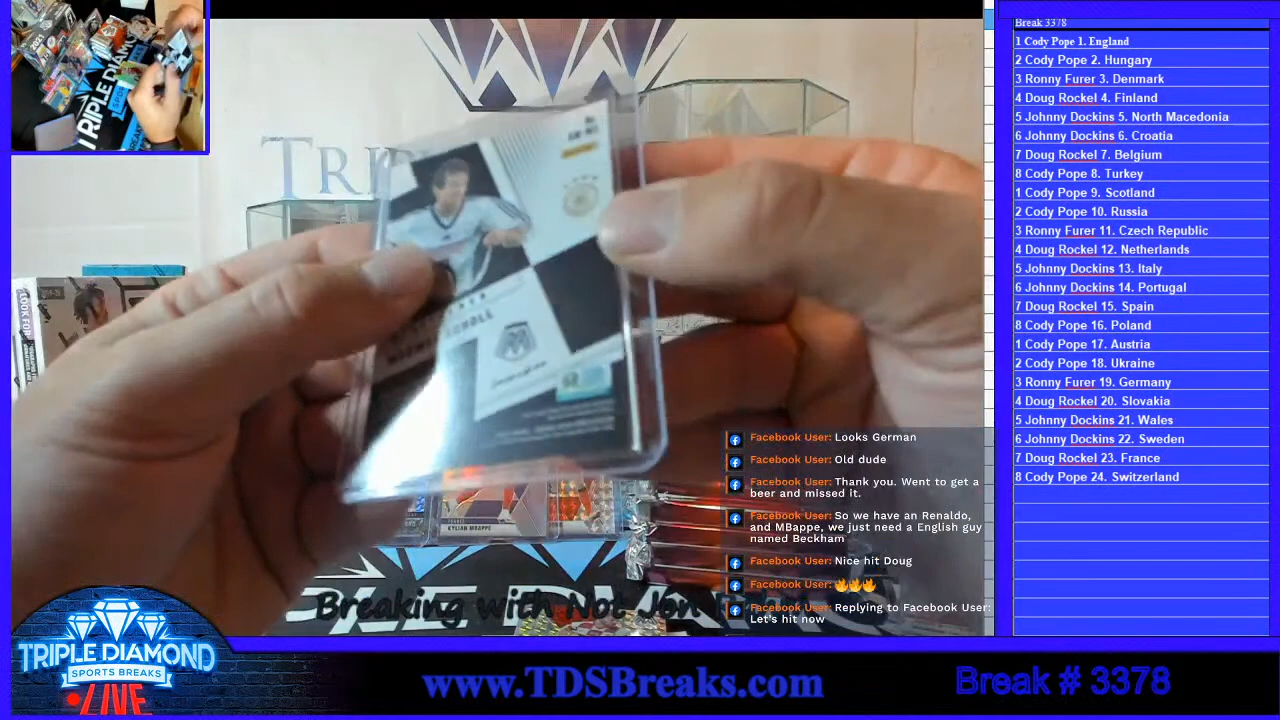 Break 3378
1 Cody Pope 1. England
2 Cody Pope 2. Hungary
3 Ronny Furer 3. Denmark
4 Doug Rockel 4. Finland
5 Johnny Dockins 5. North Macedonia
6 Johnny Dockins 6. Croatia
7 Doug Rockel 7. Belgium
8 Cody Pope 8. Turkey
1 Cody Pope 9. Scotland
2 Cody Pope 10. Russia
3 Ronny Furer 11. Czech Republic
4 Doug Rockel 12. Netherlands
5 Johnny Dockins 13. Italy
6 Johnny Dockins 14. Portugal
7 Doug Rockel 15. Spain
8 Cody Pope 16. Poland
1 Cody Pope 17. Austria
2 Cody Pope 18. Ukraine
3 Ronny Furer 19. Germany
4 Doug Rockel 20. Slovakia
5 Johnny Dockins 21. Wales
6 Johnny Dockins 22. Sweden
7 Doug Rockel 23. France
8 Cody Pope 24. Switzerland
Facebook User: Looks German
Facebook User: Old dude
Facebook User: Thank you. Went to get a
beer and missed it.
Facebook User: So we have an Renaldo,
and MBappe, we just need a English guy
named Beckham
Facebook User: Nice hit Doug
Facebook User: 🔥🔥🔥
Facebook User: Replying to Facebook User:
Let's hit now
KYLIAN MBAPPE
Breaking with Not Jon
TRIPLE DIAMOND
SPORTS BREAKS
LIVE
www.TDSBreaks.com
Break # 3378
TRIPLE